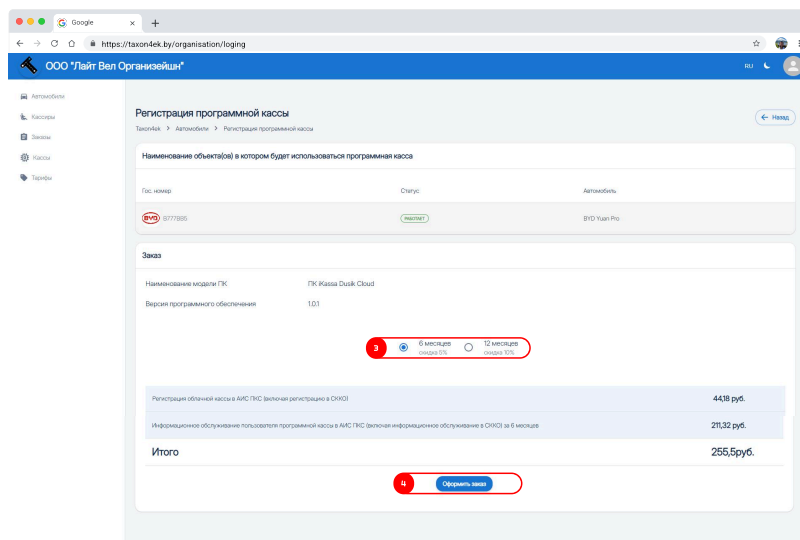 Google
https://taxon4ek.by/organisation/loging
ООО "Лайт Вел Организейшн"
RU
Автомобили
Кассиры
Заказы
Кассы
Тарифы
Регистрация программной кассы
Taxon4ek > Автомобили > Регистрация программной кассы
Назад
Наименование объекта(ов) в котором будет использоваться программная касса
Гос. номер Статус Автомобиль
BYD 8777885 РАБОТАЕТ BYD Yuan Pro
Заказ
Наименование модели ПК ПК iKassa Dusik Cloud
Версия программного обеспечения 1.0.1
3 6 месяцев 12 месяцев
скидка 5% скидка 10%
Регистрация облачной кассы в АИС ПКС (включая регистрацию в СККО) 44,18 руб.
Информационное обслуживание пользователя программной кассы в АИС ПКС (включая информационное обслуживание в СККО) за 6 месяцев 211,32 руб.
Итого 255,5руб.
4 Оформить заказ